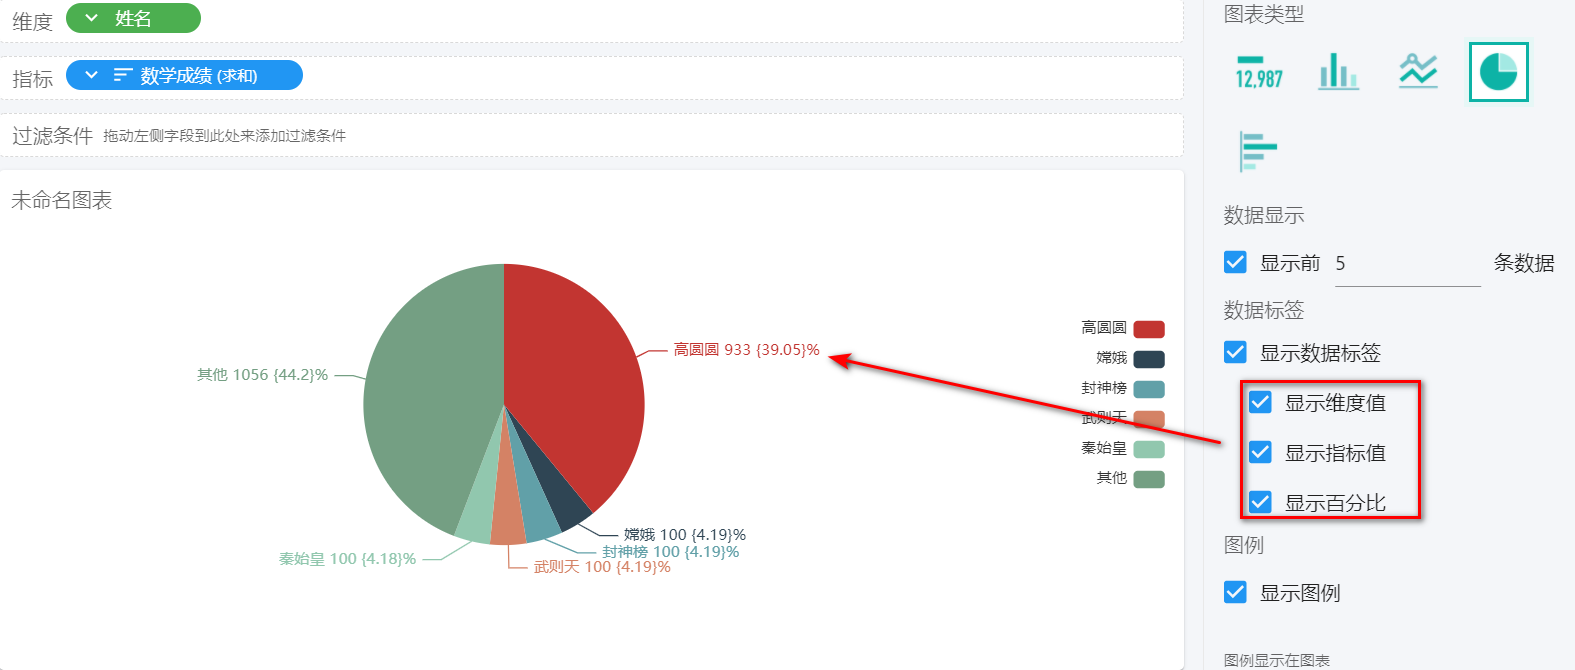 维度 姓名
指标 数学成绩 (求和)
过滤条件 拖动左侧字段到此处来添加过滤条件
未命名图表
高圆圆 933 {39.05}%
其他 1056 {44.2}%
嫦娥 100 {4.19}%
封神榜 100 {4.19}%
秦始皇 100 {4.18}%
武则天 100 {4.19}%
高圆圆
嫦娥
封神榜
武则天
秦始皇
其他
图表类型
12,987
数据显示
显示前 5 条数据
数据标签
显示数据标签
显示维度值
显示指标值
显示百分比
图例
显示图例
图例显示在图表